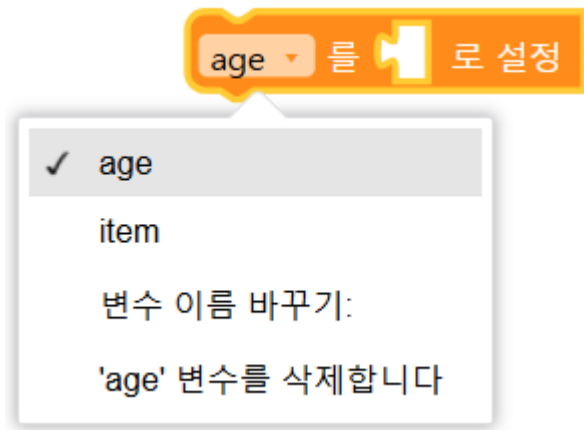 age 를 로 설정
age
item
변수 이름 바꾸기:
'age' 변수를 삭제합니다